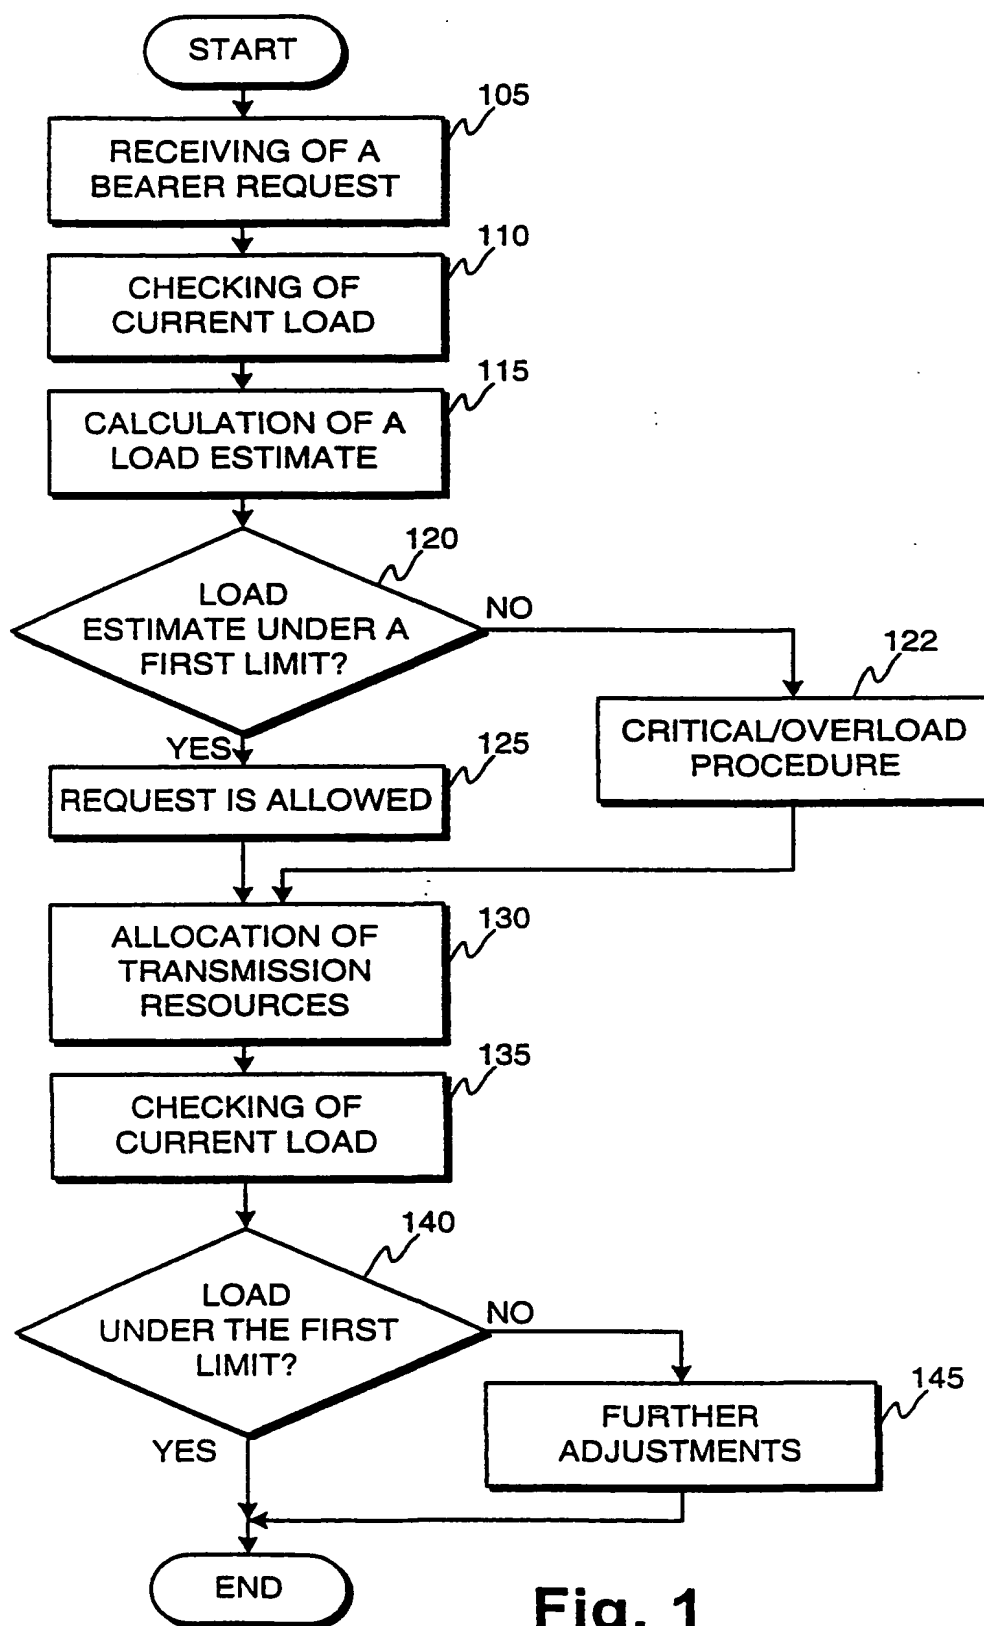 START
105
RECEIVING OF A
BEARER REQUEST
110
CHECKING OF
CURRENT LOAD
115
CALCULATION OF A
LOAD ESTIMATE
120
LOAD
ESTIMATE UNDER A
FIRST LIMIT?
NO
122
CRITICAL/OVERLOAD
PROCEDURE
YES
125
REQUEST IS ALLOWED
130
ALLOCATION OF
TRANSMISSION
RESOURCES
135
CHECKING OF
CURRENT LOAD
140
LOAD
UNDER THE FIRST
LIMIT?
NO
145
FURTHER
ADJUSTMENTS
YES
END
Fig. 1